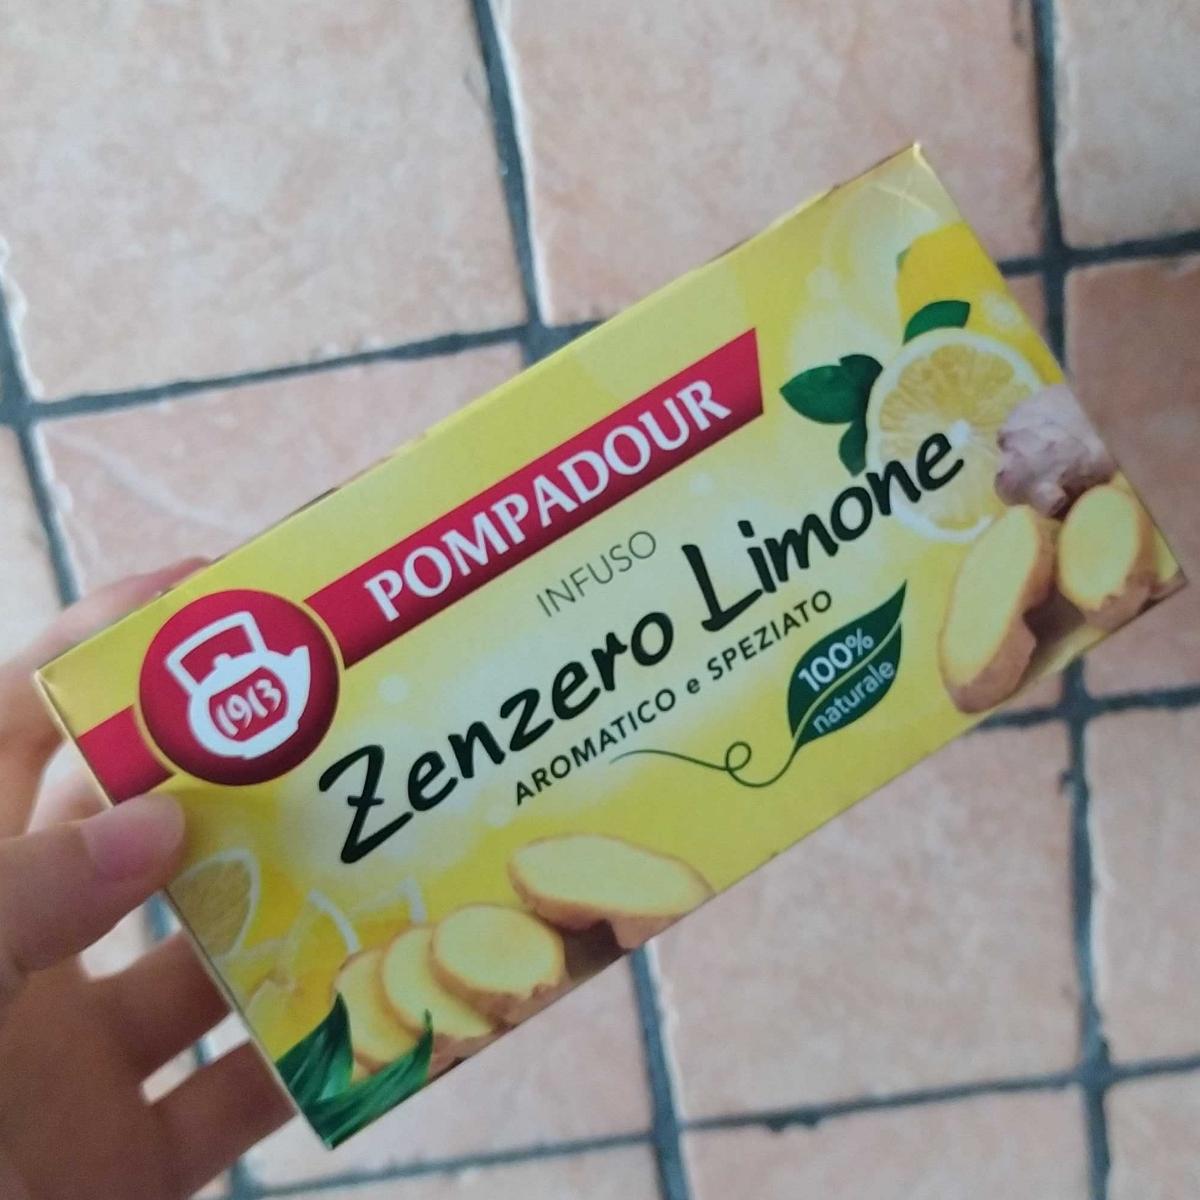 POMPADOUR
1913
INFUSO
Zenzero Limone
AROMATICO e SPEZIATO
100%
naturale